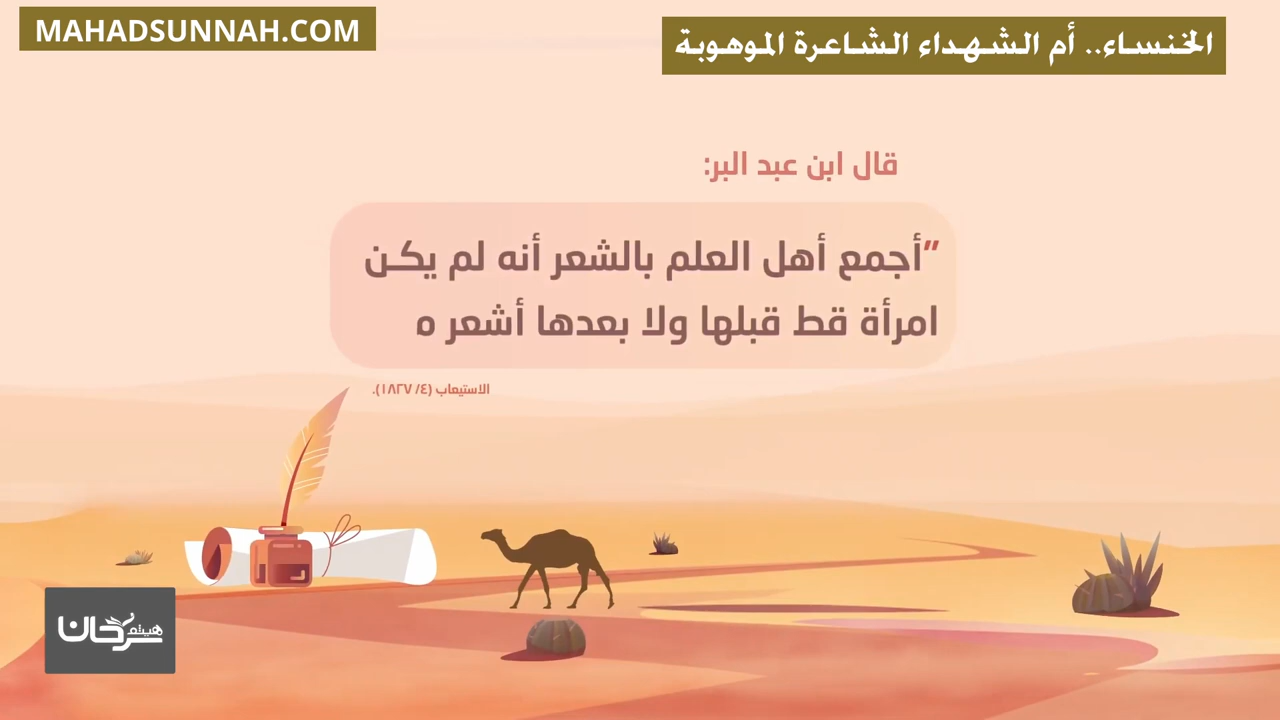 MAHADSUNNAH.COM
الخنساء.. أم الشهداء الشاعرة الموهوبة
قال ابن عبد البر:
”أجمع أهل العلم بالشعر أنه لم يكـن
امرأة قط قبلها ولا بعدها أشعر م
الاستيعاب (٤/ ١٨٢٧).
هيثم
سرحان